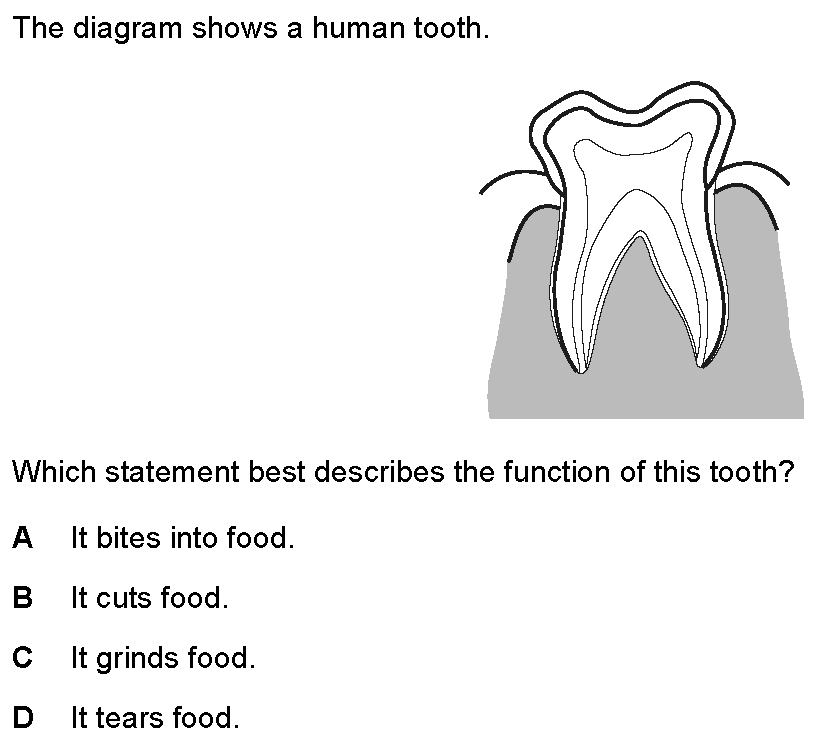 The diagram shows a human tooth.
Which statement best describes the function of this tooth?
A It bites into food.
B It cuts food.
C It grinds food.
D It tears food.